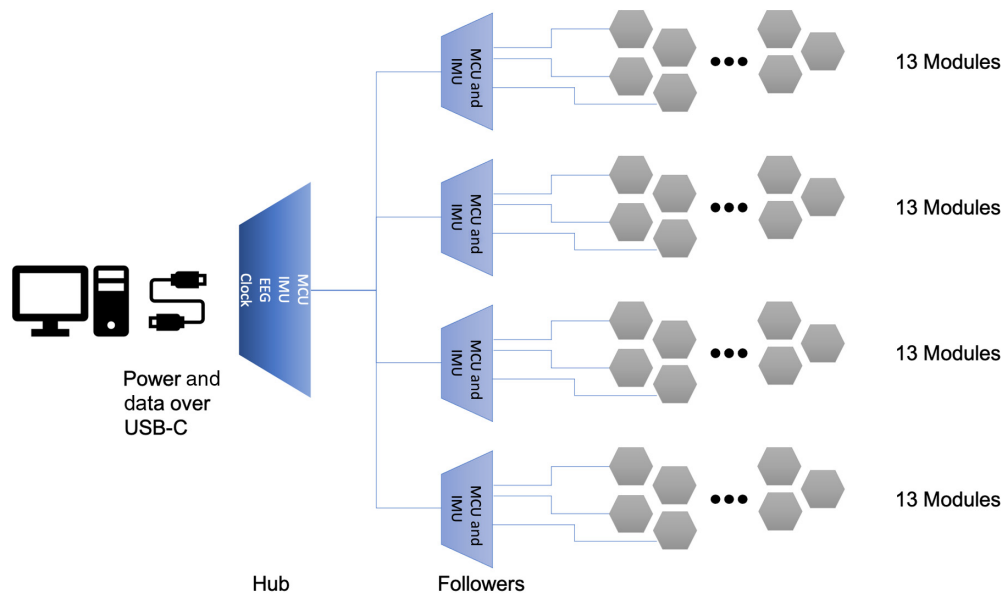 MCU and
IMU
13 Modules
MCU and
IMU
13 Modules
MCU
IMU
EEG
Clock
Power and
data over
USB-C
MCU and
IMU
13 Modules
MCU and
IMU
13 Modules
Hub
Followers